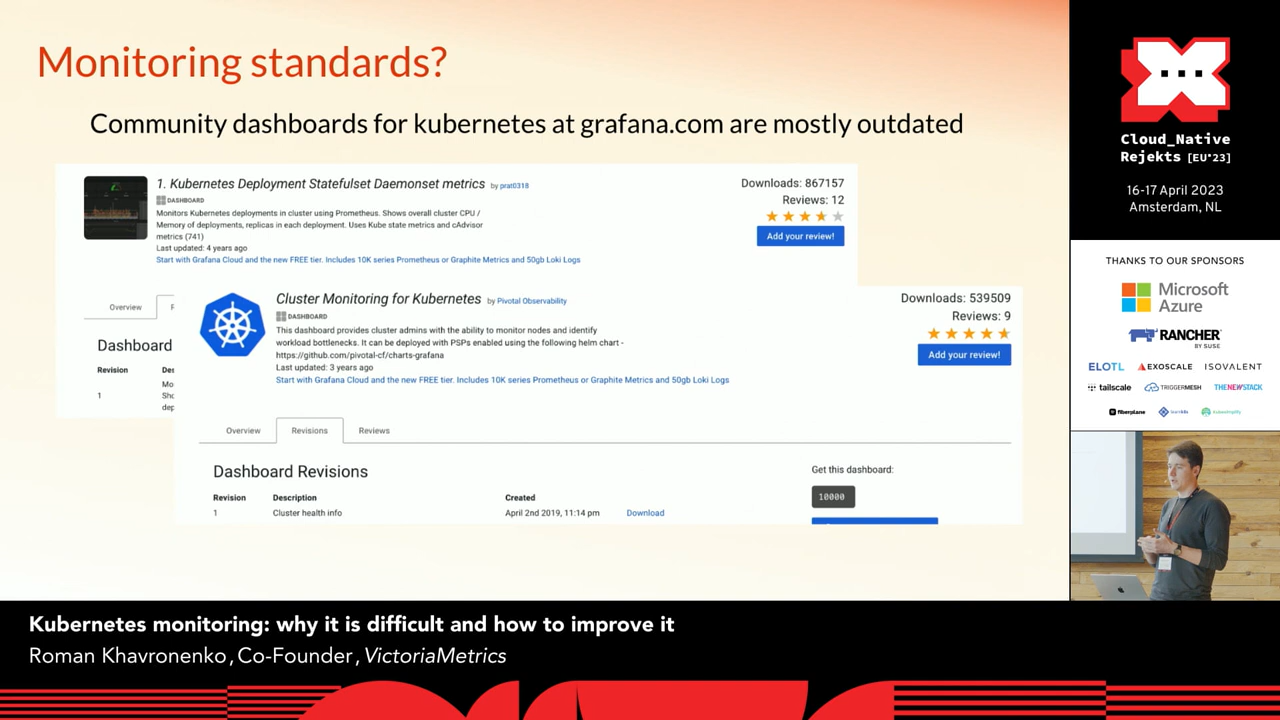 Monitoring standards?
Community dashboards for kubernetes at grafana.com are mostly outdated
1. Kubernetes Deployment Statefulset Daemonset metrics by prat0318
DASHBOARD
Monitors Kubernetes deployments in cluster using Prometheus. Shows overall cluster CPU /
Memory of deployments, replicas in each deployment. Uses Kube state metrics and cAdvisor
metrics (741)
Last updated: 4 years ago
Start with Grafana Cloud and the new FREE tier. Includes 10K series Prometheus or Graphite Metrics and 50gb Loki Logs
Downloads: 867157
Reviews: 12
Add your review!
Overview
Dashboard
Revision
1
Mo
dep
Cluster Monitoring for Kubernetes by Pivotal Observability
DASHBOARD
This dashboard provides cluster admins with the ability to monitor nodes and identify
workload bottlenecks. It can be deployed with PSPs enabled using the following helm chart -
https://github.com/pivotal-cf/charts-grafana
Last updated: 3 years ago
Start with Grafana Cloud and the new FREE tier. Includes 10K series Prometheus or Graphite Metrics and 50gb Loki Logs
Downloads: 539509
Reviews: 9
Add your review!
Overview Revisions Reviews
Dashboard Revisions
Revision Description Created
1 Cluster health info April 2nd 2019, 11:14 pm Download
Get this dashboard:
10000
Cloud_Native
Rejekts [EU'23]
16-17 April 2023
Amsterdam, NL
THANKS TO OUR SPONSORS
Microsoft
Azure
RANCHER
BY SUSE
ELOTL EXOSCALE ISOVALENT
tailscale TRIGGERMESH THENEWSTACK
fiberplane
Kubernetes monitoring: why it is difficult and how to improve it
Roman Khavronenko, Co-Founder, VictoriaMetrics